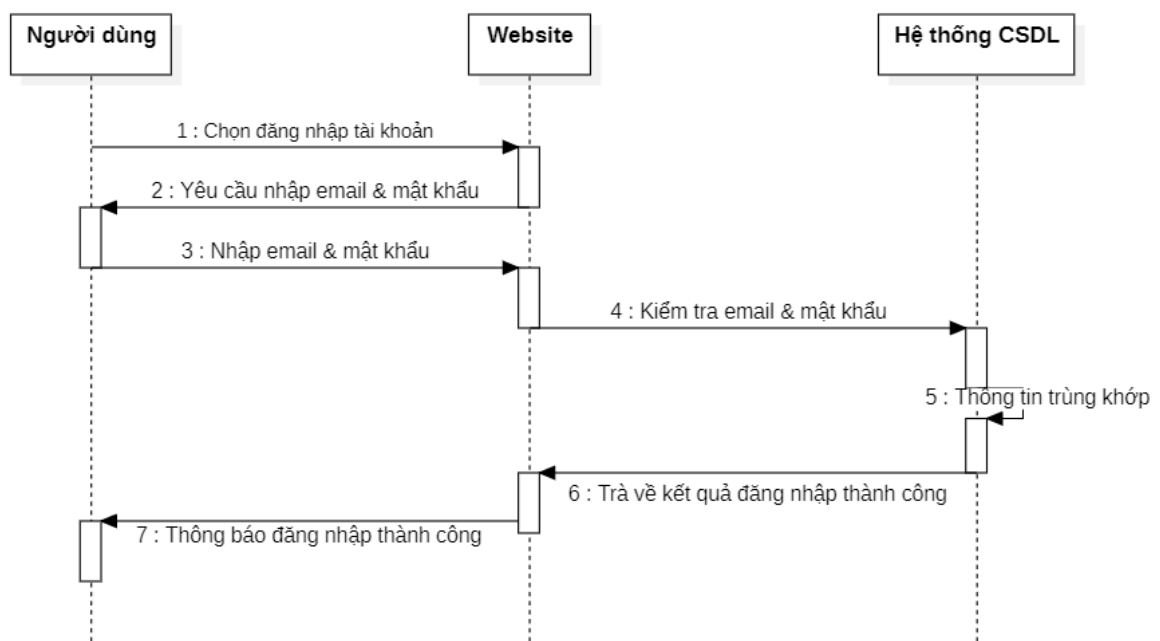 Người dùng
Website
Hệ thống CSDL
1 : Chọn đăng nhập tài khoản
2 : Yêu cầu nhập email & mật khẩu
3 : Nhập email & mật khẩu
4 : Kiểm tra email & mật khẩu
5 : Thông tin trùng khớp
6 : Trà về kết quả đăng nhập thành công
7 : Thông báo đăng nhập thành công